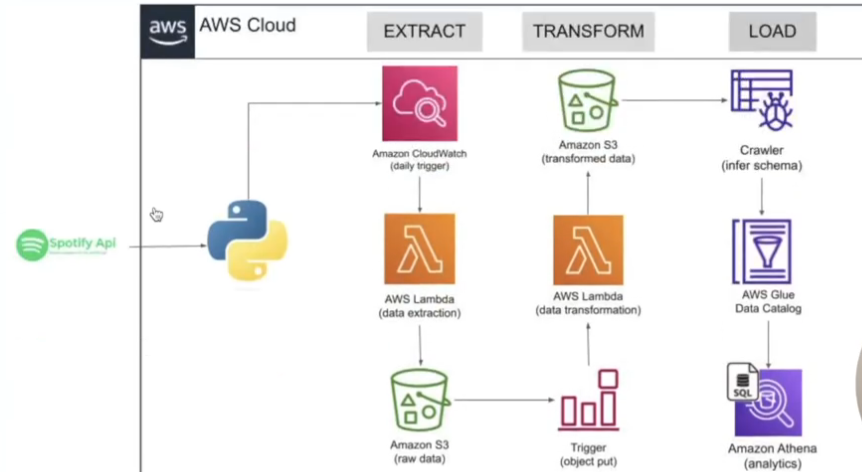 aws
AWS Cloud
EXTRACT
TRANSFORM
LOAD
Amazon CloudWatch
(daily trigger)
Amazon S3
(transformed data)
Crawler
(infer schema)
Spotify Api
AWS Lambda
(data extraction)
AWS Lambda
(data transformation)
AWS Glue
Data Catalog
Amazon S3
(raw data)
Trigger
(object put)
SQL
Amazon Athena
(analytics)